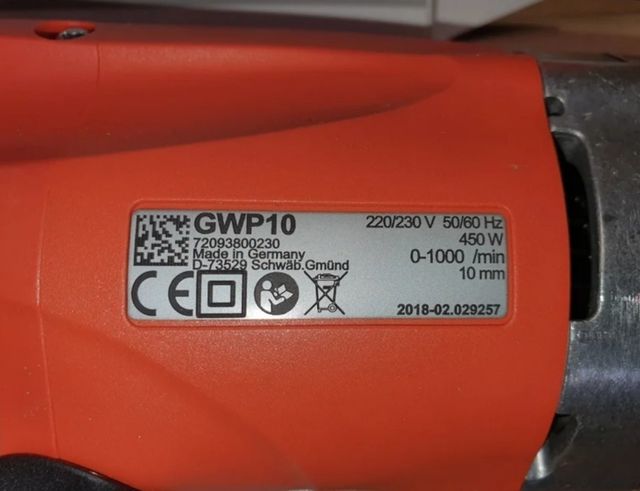 GWP10
72093800230
Made in Germany
D-73529 Schwäb.Gmünd
220/230 V 50/60 Hz
450 W
0-1000 /min
10 mm
CE
2018-02.029257